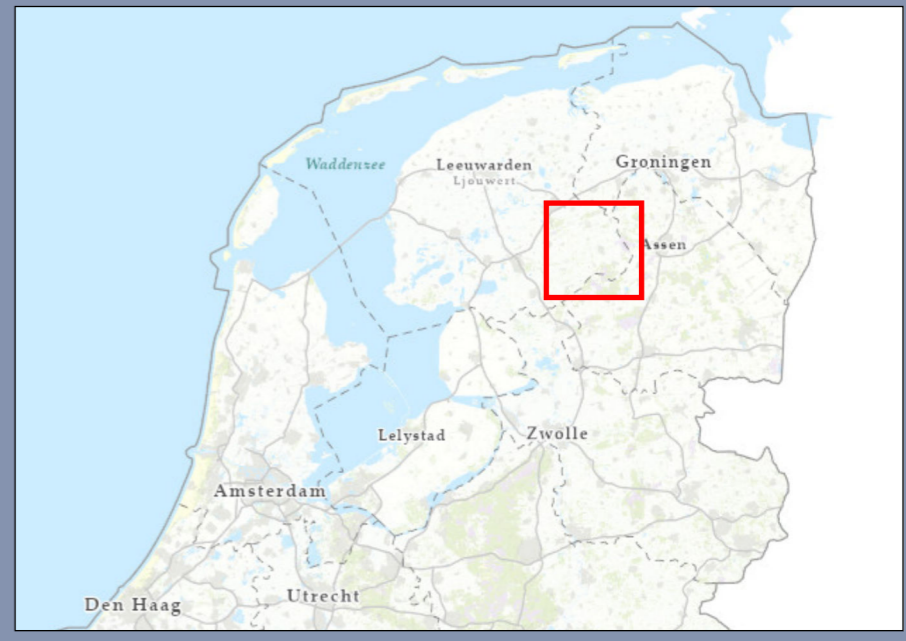 Waddenzee
Leeuwarden
Ljouwert
Groningen
Assen
Lelystad
Zwolle
Amsterdam
Utrecht
Den Haag